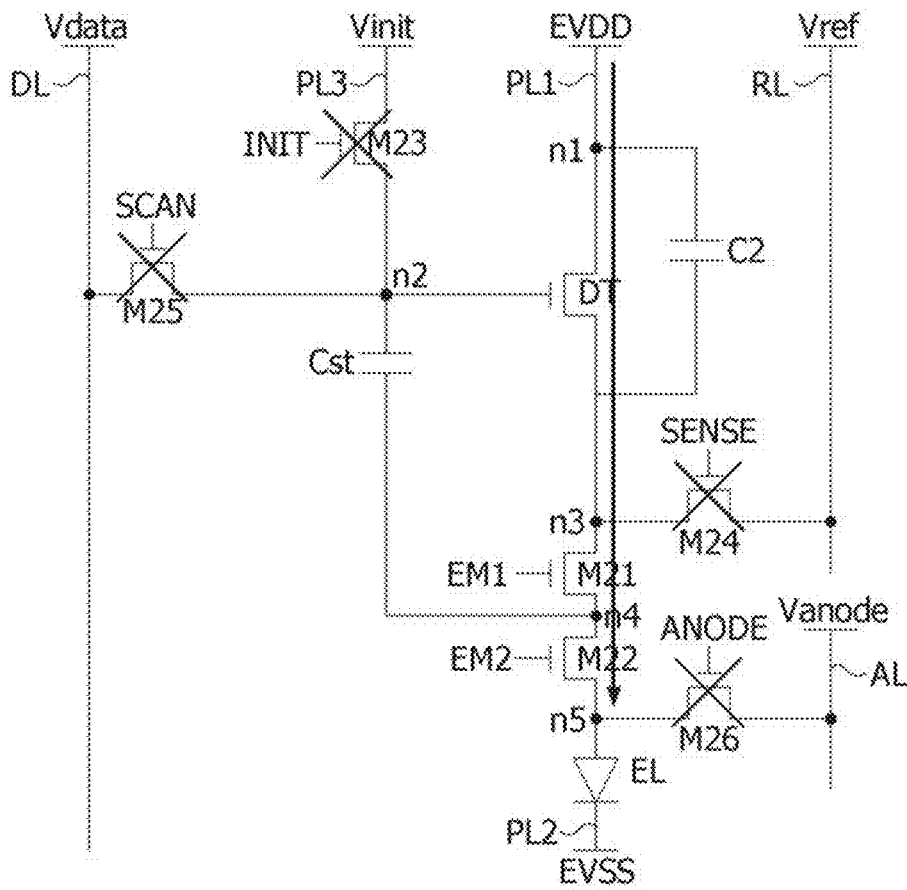 Vdata Vinit EVDD Vref
DL PL3 PL1 RL
INIT M23 n1
SCAN C2
n2 DT
M25
Cst
SENSE
n3
M24
EM1 M21
n4 Vanode
ANODE
EM2 M22 AL
n5
M26
EL
PL2
EVSS